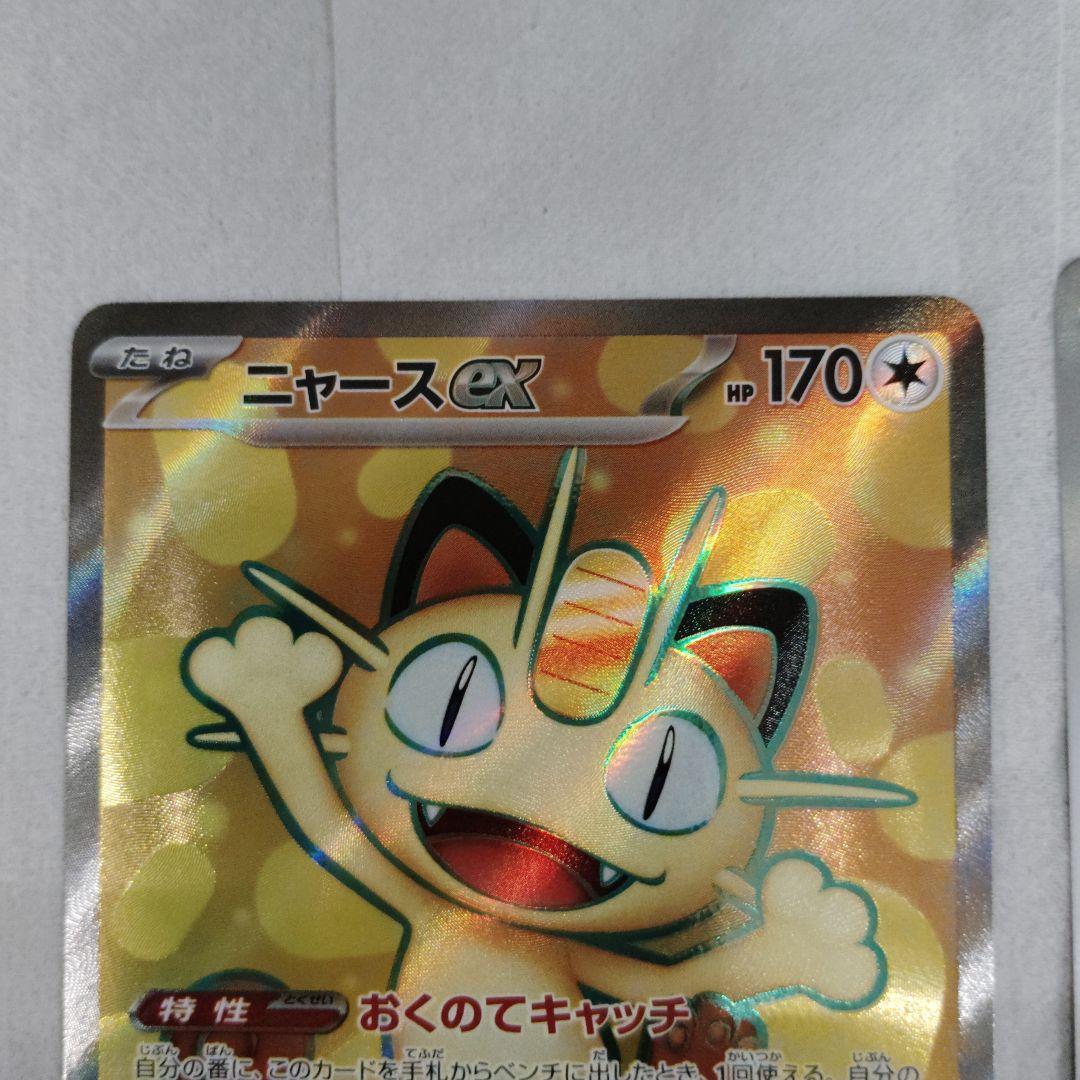 たね
ニャースex
HP 170
特性 とくせい おくのてキャッチ
じぶん ばん てふだ だ かいつか じぶん
自分の番に、このカードを手札からベンチに出したとき、1回使える。自分の